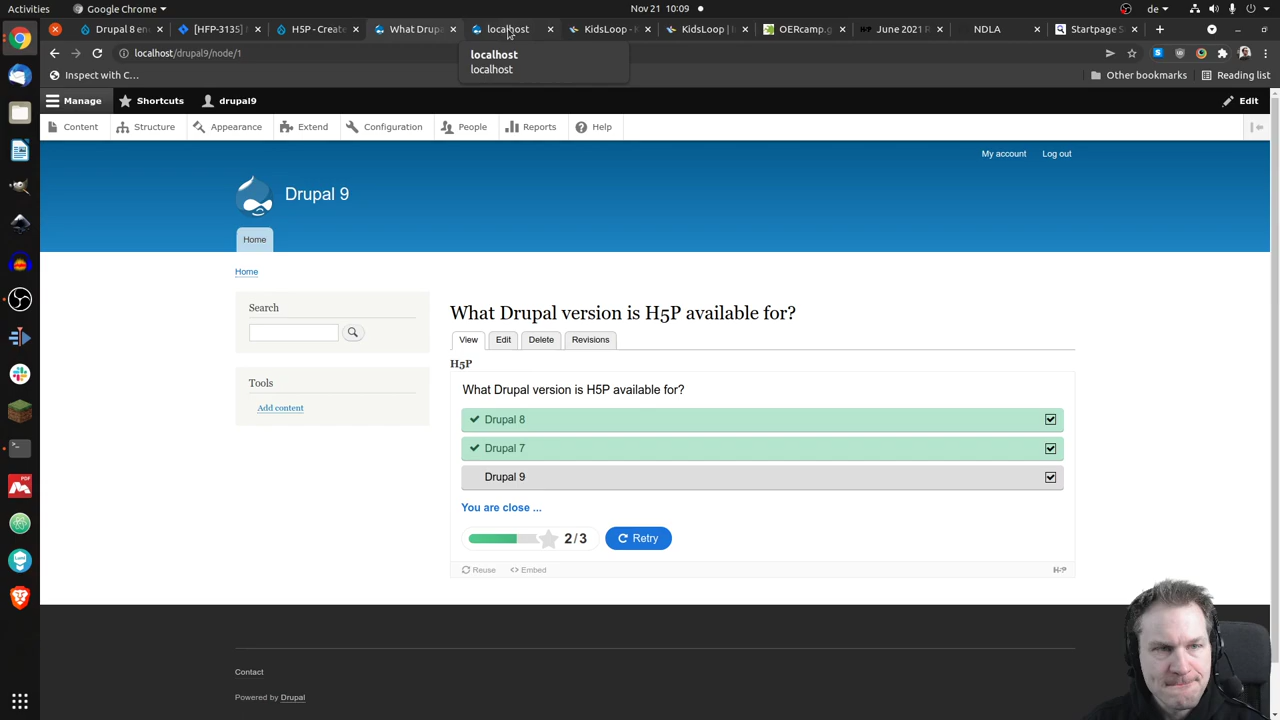 Activities
Google Chrome
Nov 21 10:09
de
Drupal 8 en
[HFP-3135]
H5P - Create
What Drupa
localhost
KidsLoop -
KidsLoop | I
OERcamp.g
June 2021 R
NDLA
Startpage S
localhost/drupal9/node/1
localhost
localhost
Inspect with C...
Other bookmarks
Reading list
Manage
Shortcuts
drupal9
Edit
Content
Structure
Appearance
Extend
Configuration
People
Reports
Help
My account
Log out
Drupal 9
Home
Home
Search
Tools
Add content
What Drupal version is H5P available for?
View
Edit
Delete
Revisions
H5P
What Drupal version is H5P available for?
Drupal 8
Drupal 7
Drupal 9
You are close ...
2/3
Retry
Reuse
Embed
H5P
Contact
Powered by Drupal